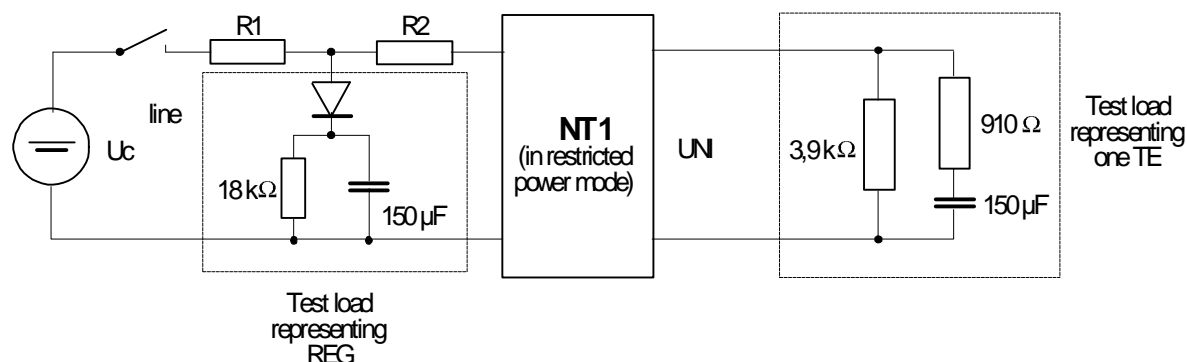 R1
R2
line
Uc
18 kΩ
150 µF
Test load
representing
REG
NT1
(in restricted
power mode)
UNI
3,9 kΩ
910 Ω
150 µF
Test load
representing
one TE